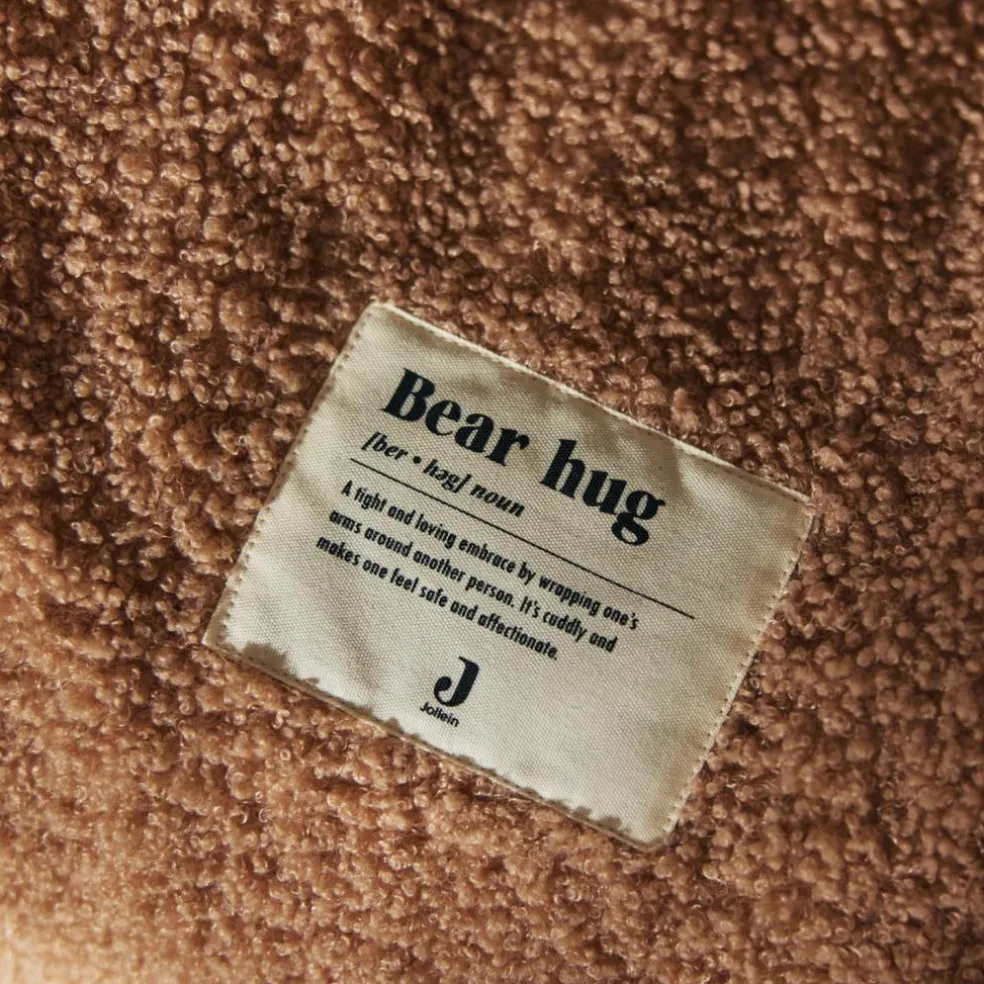 Bear hug
[ber • həg] noun
A tight and loving embrace by wrapping one's
arms around another person. It's cuddly and
makes one feel safe and affectionate.
J
Jollein